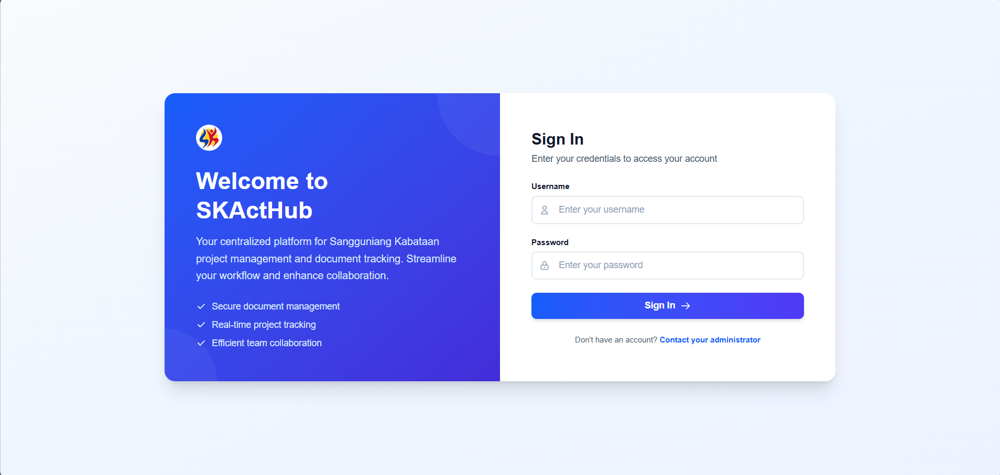 Welcome to
SKActHub
Your centralized platform for Sangguniang Kabataan
project management and document tracking. Streamline
your workflow and enhance collaboration.
Secure document management
Real-time project tracking
Efficient team collaboration
Sign In
Enter your credentials to access your account
Username
Enter your username
Password
Enter your password
Sign In
Don't have an account? Contact your administrator